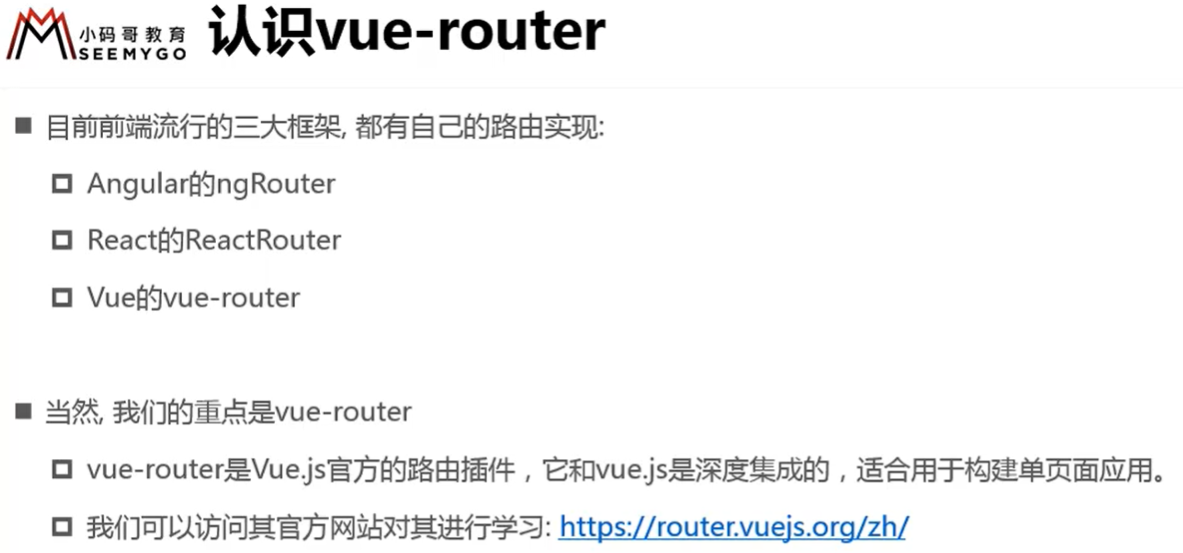 小码哥教育
SEEMYGO
认识vue-router
目前前端流行的三大框架, 都有自己的路由实现:
Angular的ngRouter
React的ReactRouter
Vue的vue-router
当然, 我们的重点是vue-router
vue-router是Vue.js官方的路由插件，它和vue.js是深度集成的，适合用于构建单页面应用。
我们可以访问其官方网站对其进行学习: https://router.vuejs.org/zh/